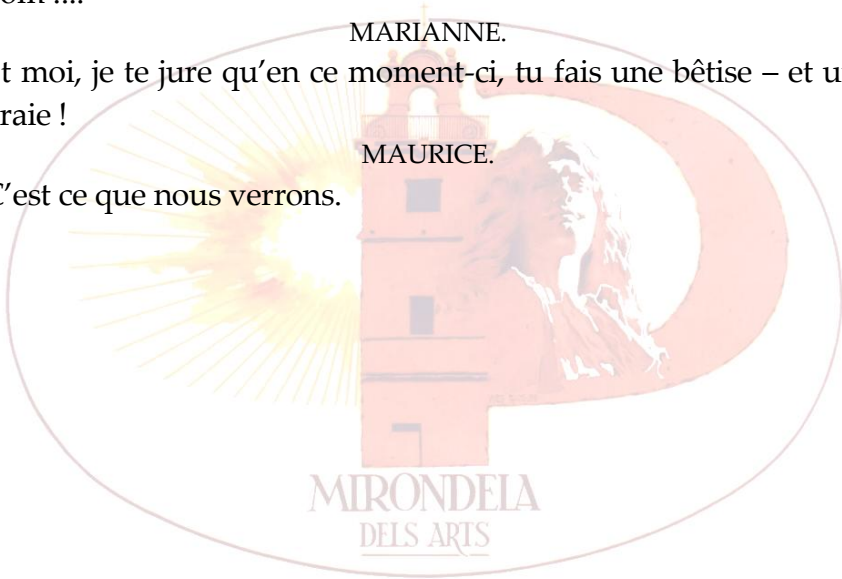 MARIANNE.
t moi, je te jure qu’en ce moment-ci, tu fais une bêtise – et u
raie !
MAURICE.
C’est ce que nous verrons.
MIRONDELA
DELS ARTS